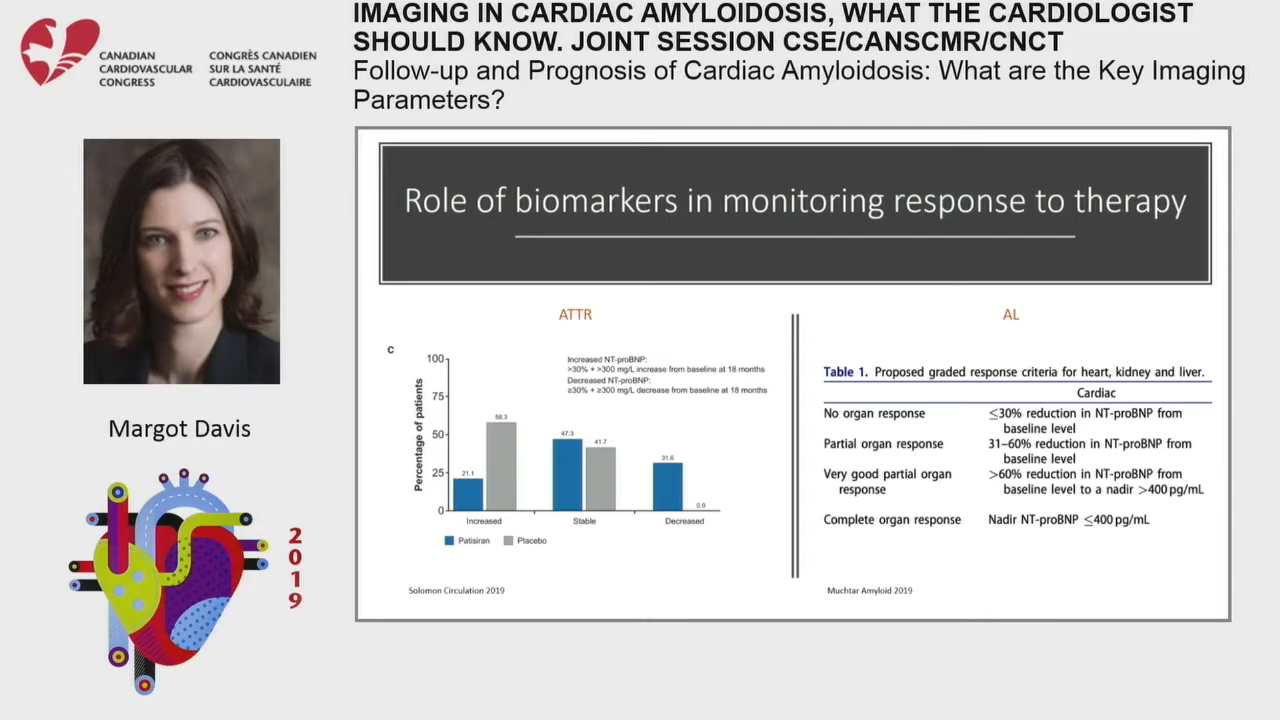 IMAGING IN CARDIAC AMYLOIDOSIS, WHAT THE CARDIOLOGIST
SHOULD KNOW. JOINT SESSION CSE/CANSCMR/CNCT
Follow-up and Prognosis of Cardiac Amyloidosis: What are the Key Imaging
Parameters?
CANADIAN
CARDIOVASCULAR
CONGRESS
CONGRÈS CANADIEN
SUR LA SANTÉ
CARDIOVASCULAIRE
Margot Davis
2
0
1
9
Role of biomarkers in monitoring response to therapy
ATTR
C
Increased NT-proBNP:
>30% + >300 mg/L increase from baseline at 18 months
Decreased NT-proBNP:
≥30% + ≥300 mg/L decrease from baseline at 18 months
Percentage of patients
100
75
50
25
0
21.1
58.3
47.3
41.7
31.6
0.0
Increased
Stable
Decreased
Patisiran
Placebo
Solomon Circulation 2019
AL
Table 1. Proposed graded response criteria for heart, kidney and liver.
Cardiac
No organ response
≤30% reduction in NT-proBNP from
baseline level
Partial organ response
31–60% reduction in NT-proBNP from
baseline level
Very good partial organ
response
>60% reduction in NT-proBNP from
baseline level to a nadir >400 pg/mL
Complete organ response
Nadir NT-proBNP ≤400 pg/mL
Muchtar Amyloid 2019